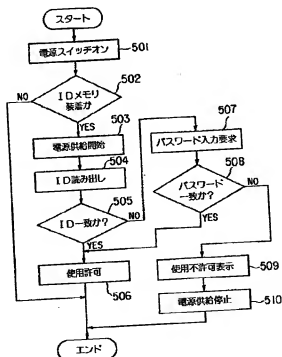 スタート
電源スイッチオン
501
IDメモリ
装着か
502
NO
YES
503
電源供給開始
504
ID読み出し
505
ID一致か?
NO
YES
使用許可
506
507
パスワード入力要求
508
パスワード
一致か?
NO
YES
使用不許可表示
509
電源供給停止
510
エンド